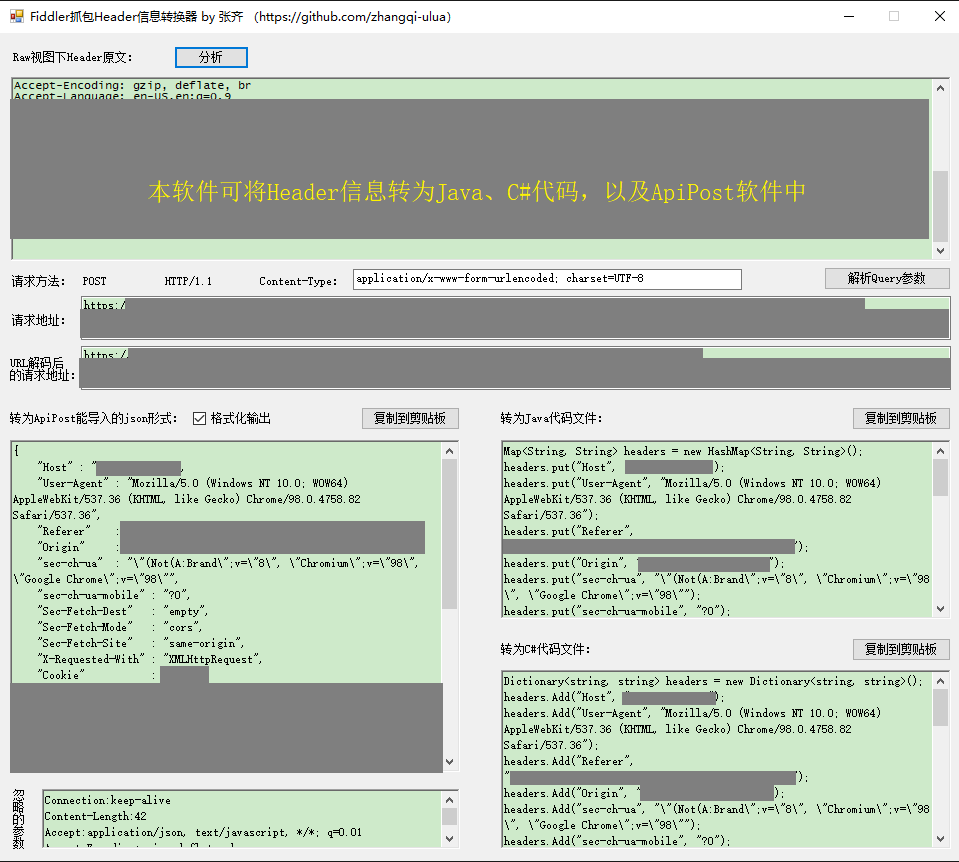 Fiddler抓包Header信息转换器 by 张齐 （https://github.com/zhangqi-ulua）
Raw视图下Header原文：
分析
Accept-Encoding: gzip, deflate, br
Accept-Language: en-US,en;q=0.9
本软件可将Header信息转为Java、C#代码，以及ApiPost软件中
请求方法：
POST
HTTP/1.1
Content-Type:
application/x-www-form-urlencoded; charset=UTF-8
解析Query参数
请求地址：
https:/
URL解码后
的请求地址：
https:/
转为ApiPost能导入的json形式：
格式化输出
复制到剪贴板
{
"Host" : "
,
"User-Agent" : "Mozilla/5.0 (Windows NT 10.0; WOW64)
AppleWebKit/537.36 (KHTML, like Gecko) Chrome/98.0.4758.82
Safari/537.36",
"Referer" :
"Origin" :
"sec-ch-ua" : "\"(Not(A:Brand\";v=\"8\", \"Chromium\";v=\"98\",
\"Google Chrome\";v=\"98\"",
"sec-ch-ua-mobile" : "?0",
"Sec-Fetch-Dest" : "empty",
"Sec-Fetch-Mode" : "cors",
"Sec-Fetch-Site" : "same-origin",
"X-Requested-With" : "XMLHttpRequest",
"Cookie" :
忽略的参数
Connection:keep-alive
Content-Length:42
Accept:application/json, text/javascript, */*; q=0.01
转为Java代码文件：
复制到剪贴板
Map<String, String> headers = new HashMap<String, String>();
headers.put("Host", );
headers.put("User-Agent", "Mozilla/5.0 (Windows NT 10.0; WOW64)
AppleWebKit/537.36 (KHTML, like Gecko) Chrome/98.0.4758.82
Safari/537.36");
headers.put("Referer",
");
headers.put("Origin", );
headers.put("sec-ch-ua", "\"(Not(A:Brand\";v=\"8\", \"Chromium\";v=\"98
\", \"Google Chrome\";v=\"98\"");
headers.put("sec-ch-ua-mobile", "?0");
转为C#代码文件：
复制到剪贴板
Dictionary<string, string> headers = new Dictionary<string, string>();
headers.Add("Host", " ");
headers.Add("User-Agent", "Mozilla/5.0 (Windows NT 10.0; WOW64)
AppleWebKit/537.36 (KHTML, like Gecko) Chrome/98.0.4758.82
Safari/537.36");
headers.Add("Referer",
" ");
headers.Add("Origin", " );
headers.Add("sec-ch-ua", "\"(Not(A:Brand\";v=\"8\", \"Chromium\";v=\"98
\", \"Google Chrome\";v=\"98\"");
headers.Add("sec-ch-ua-mobile", "?0");